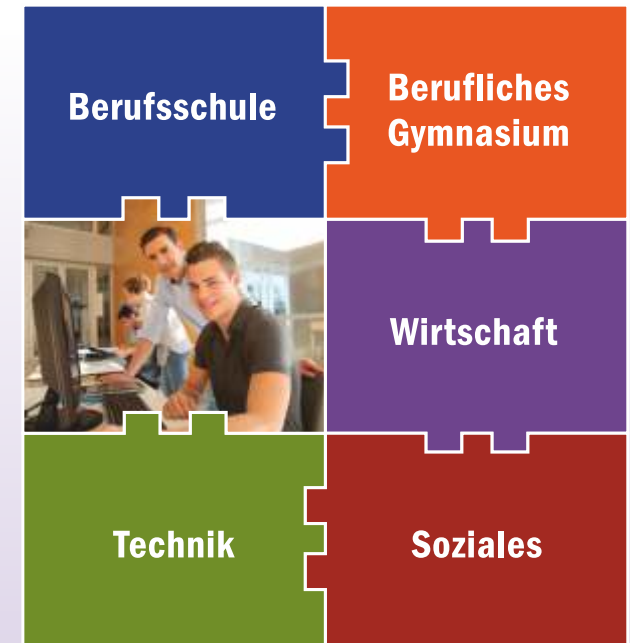 Berufsschule
Berufliches
Gymnasium
Wirtschaft
Technik
Soziales